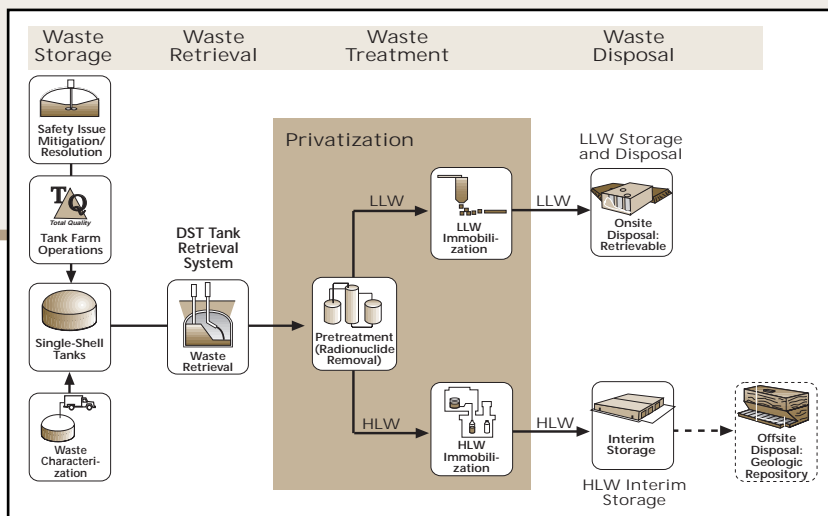 Waste
Storage
Waste
Retrieval
Waste
Treatment
Waste
Disposal
Safety Issue
Mitigation/
Resolution
TQ
Total Quality
Tank Farm
Operations
Single-Shell
Tanks
Waste
Characteri-
zation
DST Tank
Retrieval
System
Waste
Retrieval
Privatization
Pretreatment
(Radionuclide
Removal)
LLW
LLW
Immobili-
zation
LLW
LLW Storage
and Disposal
Onsite
Disposal:
Retrievable
HLW
HLW
Immobili-
zation
HLW
Interim
Storage
HLW Interim
Storage
Offsite
Disposal:
Geologic
Repository